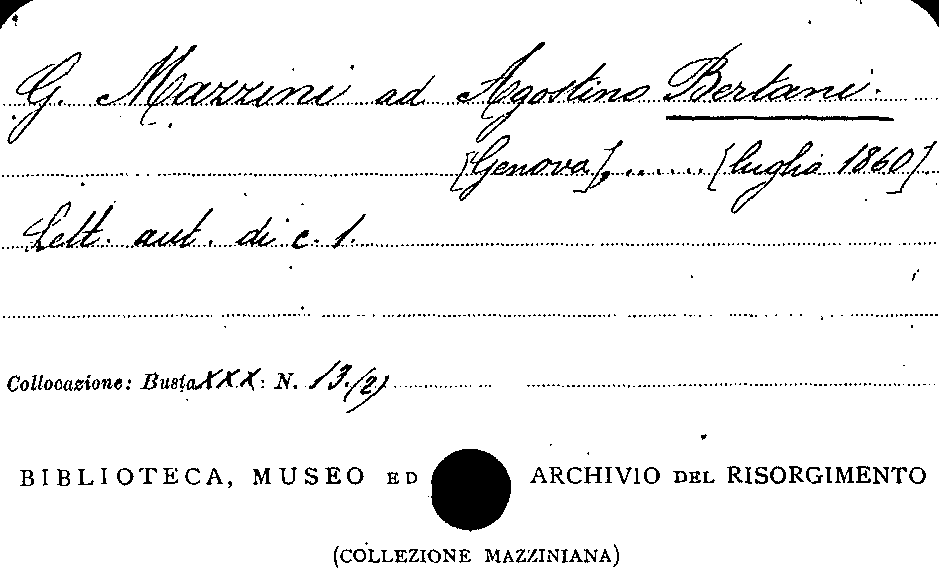 G. Mazzini ad Agostino Bertani.
[Genova], ...... [luglio 1860].
Lett. aut. di c. 1.
Collocazione: Busta XXX: N. 13.(2)
BIBLIOTECA, MUSEO ED ARCHIVIO DEL RISORGIMENTO
(COLLEZIONE MAZZINIANA)